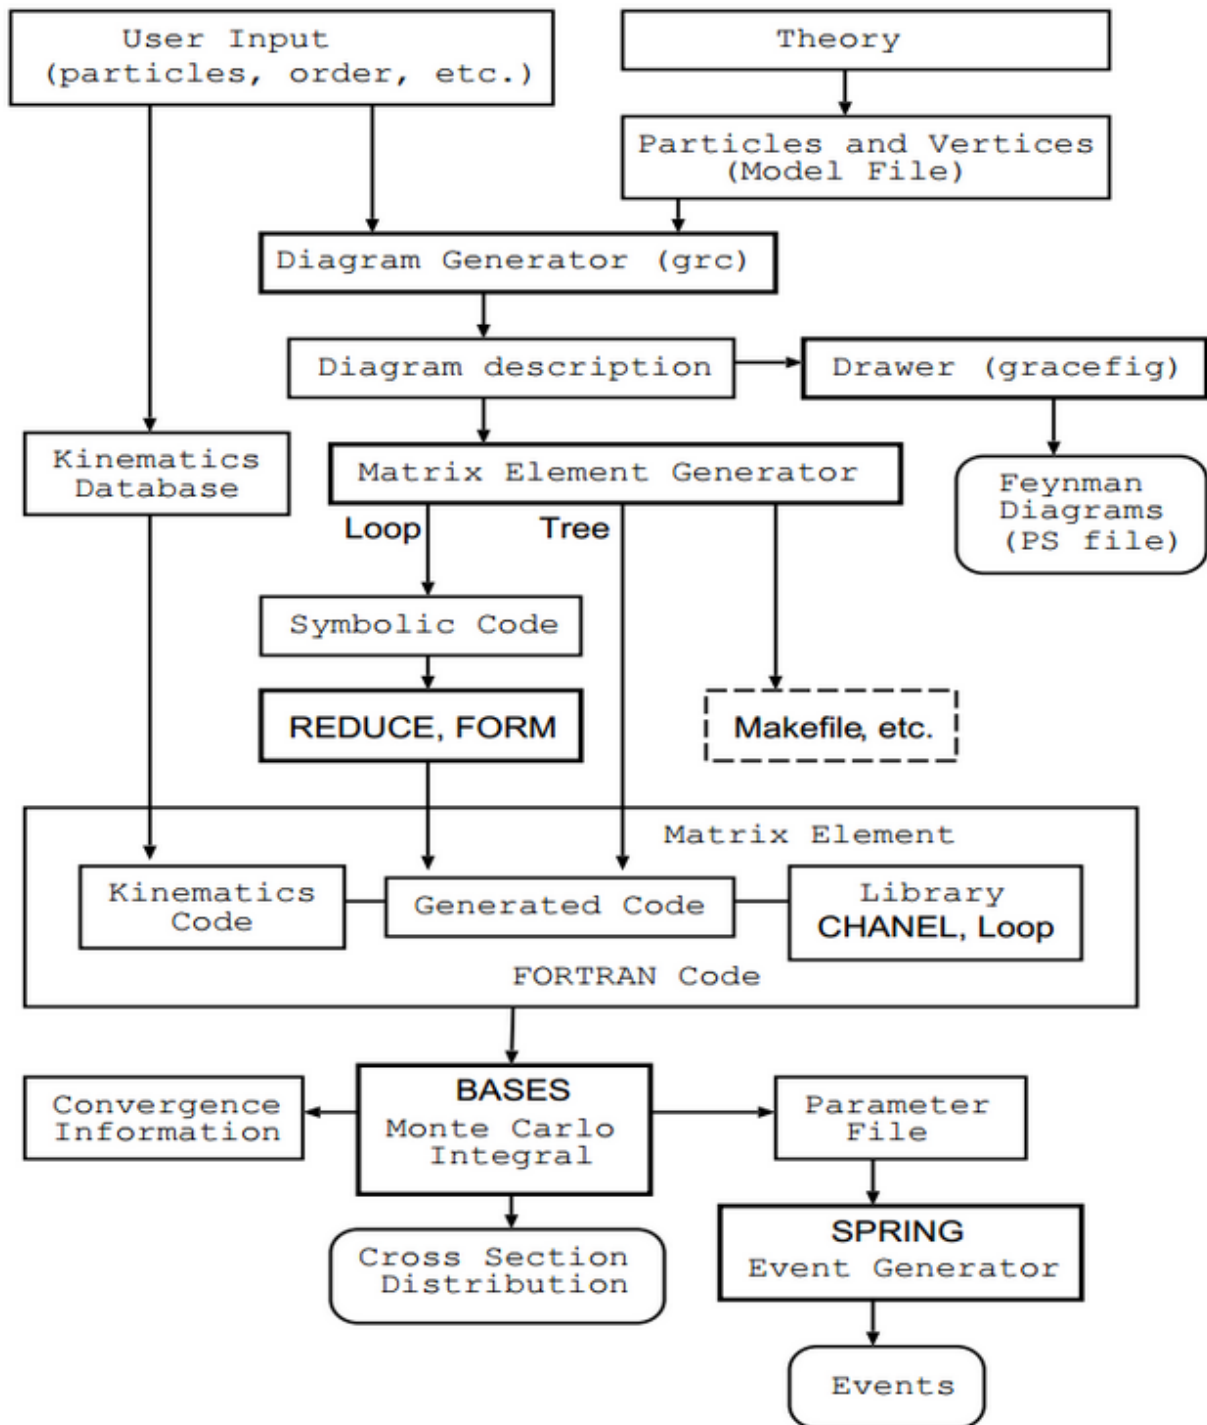 User Input
(particles, order, etc.)
Theory
Particles and Vertices
(Model File)
Diagram Generator (grc)
Diagram description
Drawer (gracefig)
Kinematics
Database
Matrix Element Generator
Feynman
Diagrams
(PS file)
Loop
Tree
Symbolic Code
REDUCE, FORM
Makefile, etc.
Matrix Element
Kinematics
Code
Generated Code
Library
CHANEL, Loop
FORTRAN Code
Convergence
Information
BASES
Monte Carlo
Integral
Parameter
File
Cross Section
Distribution
SPRING
Event Generator
Events